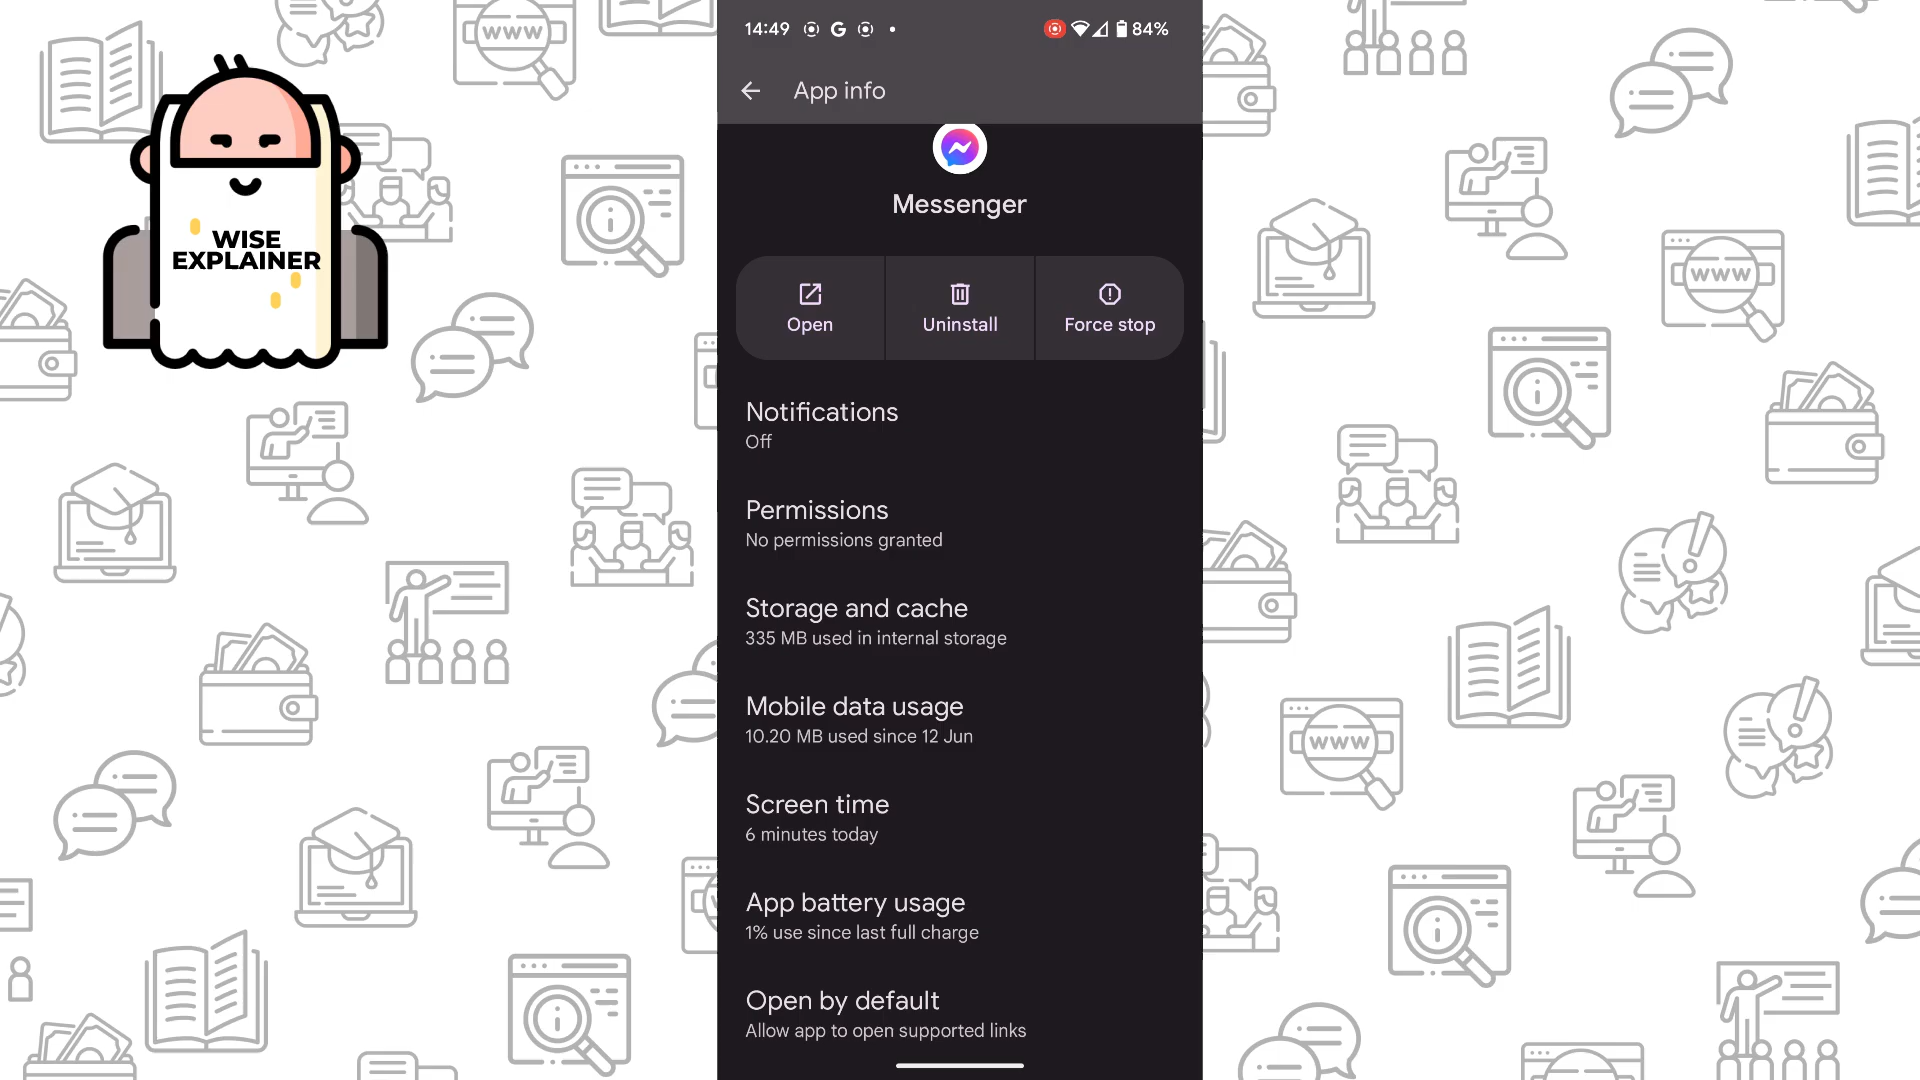 WISE
EXPLAINER
14:49
84%
App info
Messenger
Open
Uninstall
Force stop
Notifications
Off
Permissions
No permissions granted
Storage and cache
335 MB used in internal storage
Mobile data usage
10.20 MB used since 12 Jun
Screen time
6 minutes today
App battery usage
1% use since last full charge
Open by default
Allow app to open supported links
www
www
www